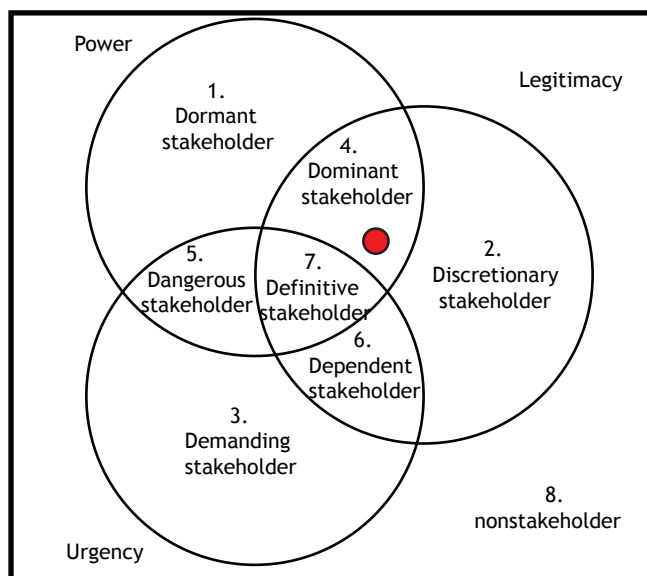 Power
Legitimacy
1.
Dormant
stakeholder
4.
Dominant
stakeholder
2.
Discretionary
stakeholder
5.
Dangerous
stakeholder
7.
Definitive
stakeholder
6.
Dependent
stakeholder
3.
Demanding
stakeholder
8.
nonstakeholder
Urgency